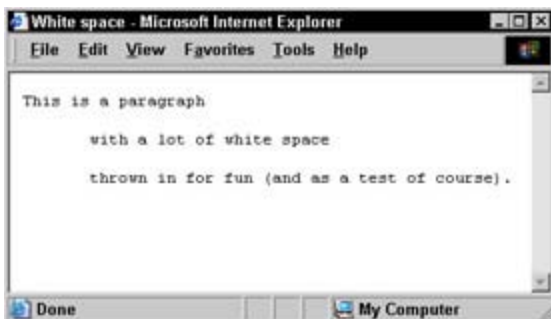 White space - Microsoft Internet Explorer
File Edit View Favorites Tools Help
This is a paragraph
with a lot of white space
thrown in for fun (and as a test of course).
Done My Computer